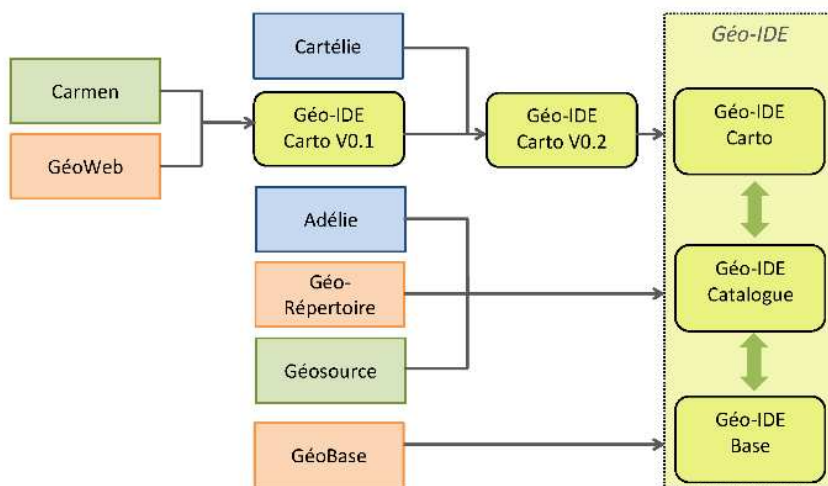 Géo-IDE
Cartélie
Carmen
GéoWeb
Géo-IDE
Carto V0.1
Géo-IDE
Carto V0.2
Géo-IDE
Carto
Adélie
Géo-
Répertoire
Géosource
Géo-IDE
Catalogue
GéoBase
Géo-IDE
Base